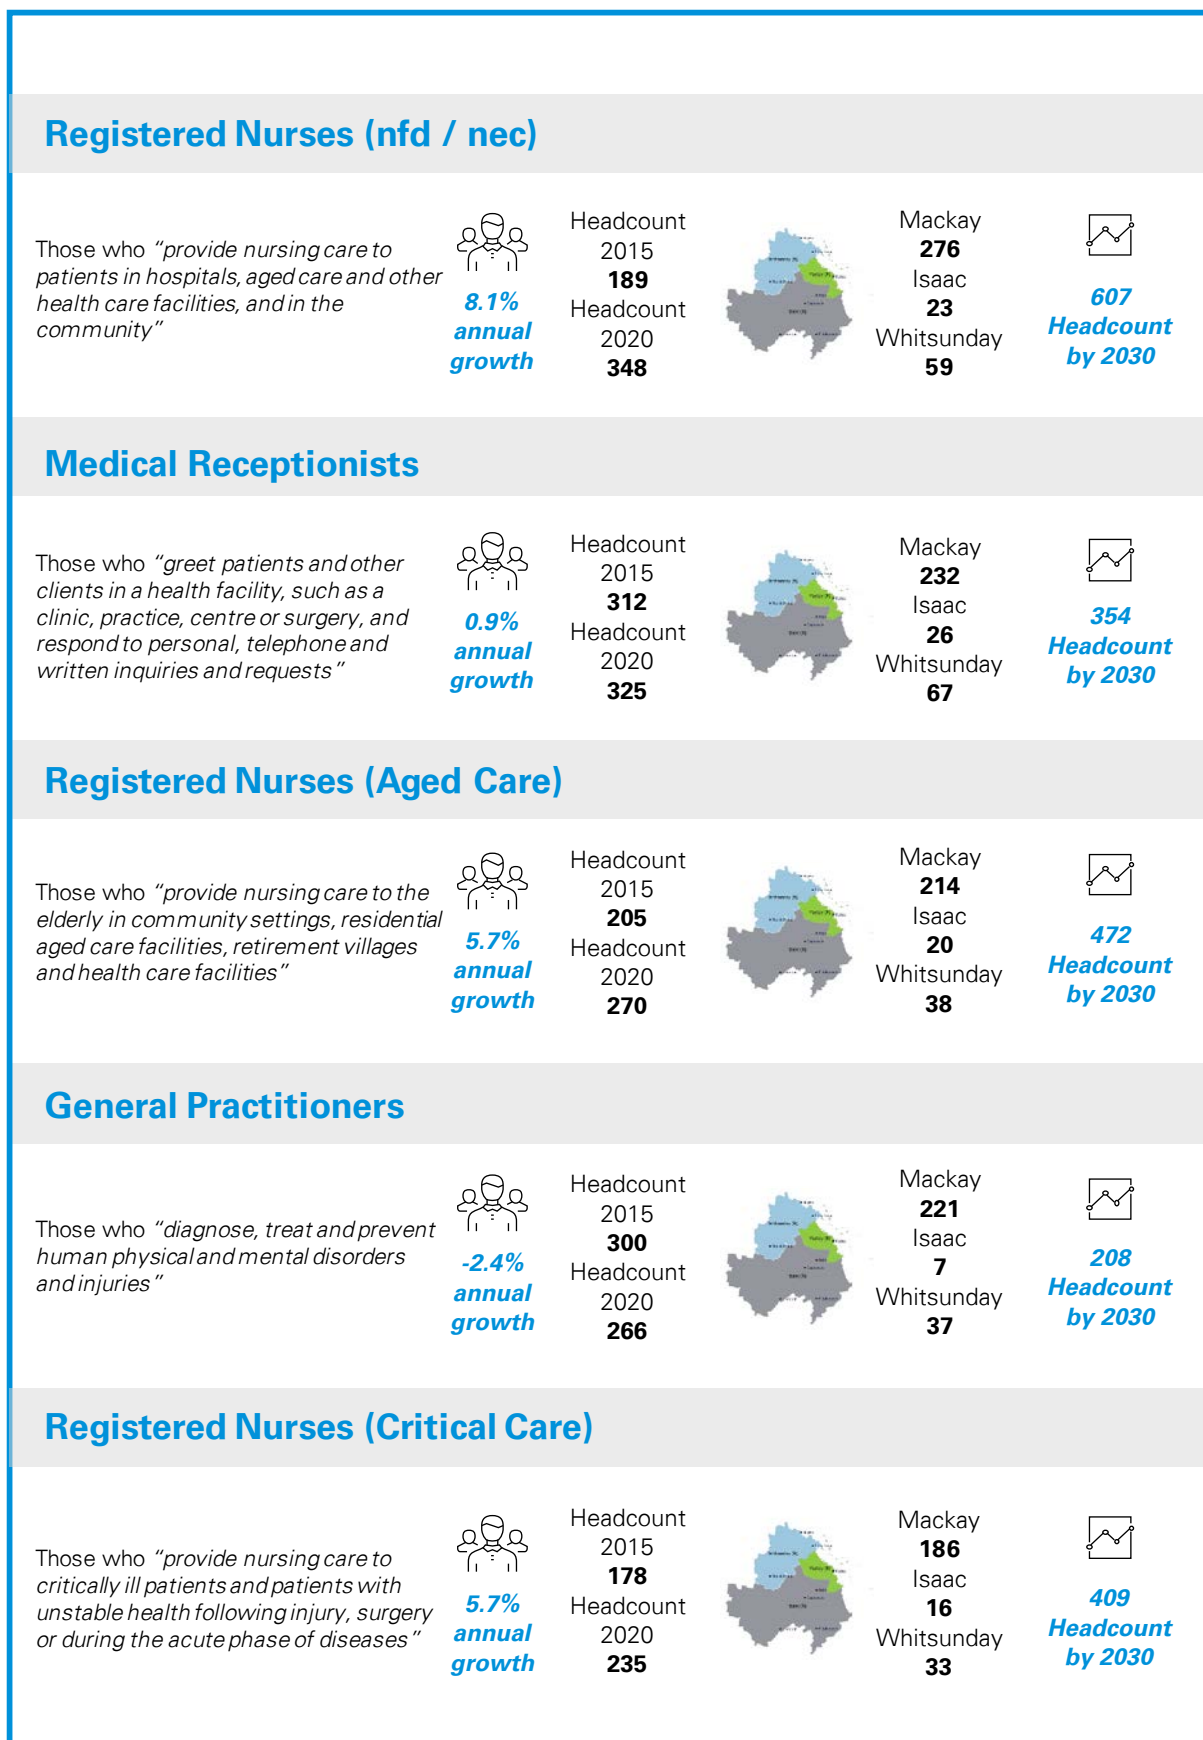 Registered Nurses (nfd / nec)
Those who "provide nursing care to
patients in hospitals, aged care and other
health care facilities, and in the
community"
8.1%
annual
growth
Headcount
2015
189
Headcount
2020
348
Mackay
276
Isaac
23
Whitsunday
59
607
Headcount
by 2030
Medical Receptionists
Those who "greet patients and other
clients in a health facility, such as a
clinic, practice, centre or surgery, and
respond to personal, telephone and
written inquiries and requests"
0.9%
annual
growth
Headcount
2015
312
Headcount
2020
325
Mackay
232
Isaac
26
Whitsunday
67
354
Headcount
by 2030
Registered Nurses (Aged Care)
Those who "provide nursing care to the
elderly in community settings, residential
aged care facilities, retirement villages
and health care facilities"
5.7%
annual
growth
Headcount
2015
205
Headcount
2020
270
Mackay
214
Isaac
20
Whitsunday
38
472
Headcount
by 2030
General Practitioners
Those who "diagnose, treat and prevent
human physical and mental disorders
and injuries"
-2.4%
annual
growth
Headcount
2015
300
Headcount
2020
266
Mackay
221
Isaac
7
Whitsunday
37
208
Headcount
by 2030
Registered Nurses (Critical Care)
Those who "provide nursing care to
critically ill patients and patients with
unstable health following injury, surgery
or during the acute phase of diseases"
5.7%
annual
growth
Headcount
2015
178
Headcount
2020
235
Mackay
186
Isaac
16
Whitsunday
33
409
Headcount
by 2030